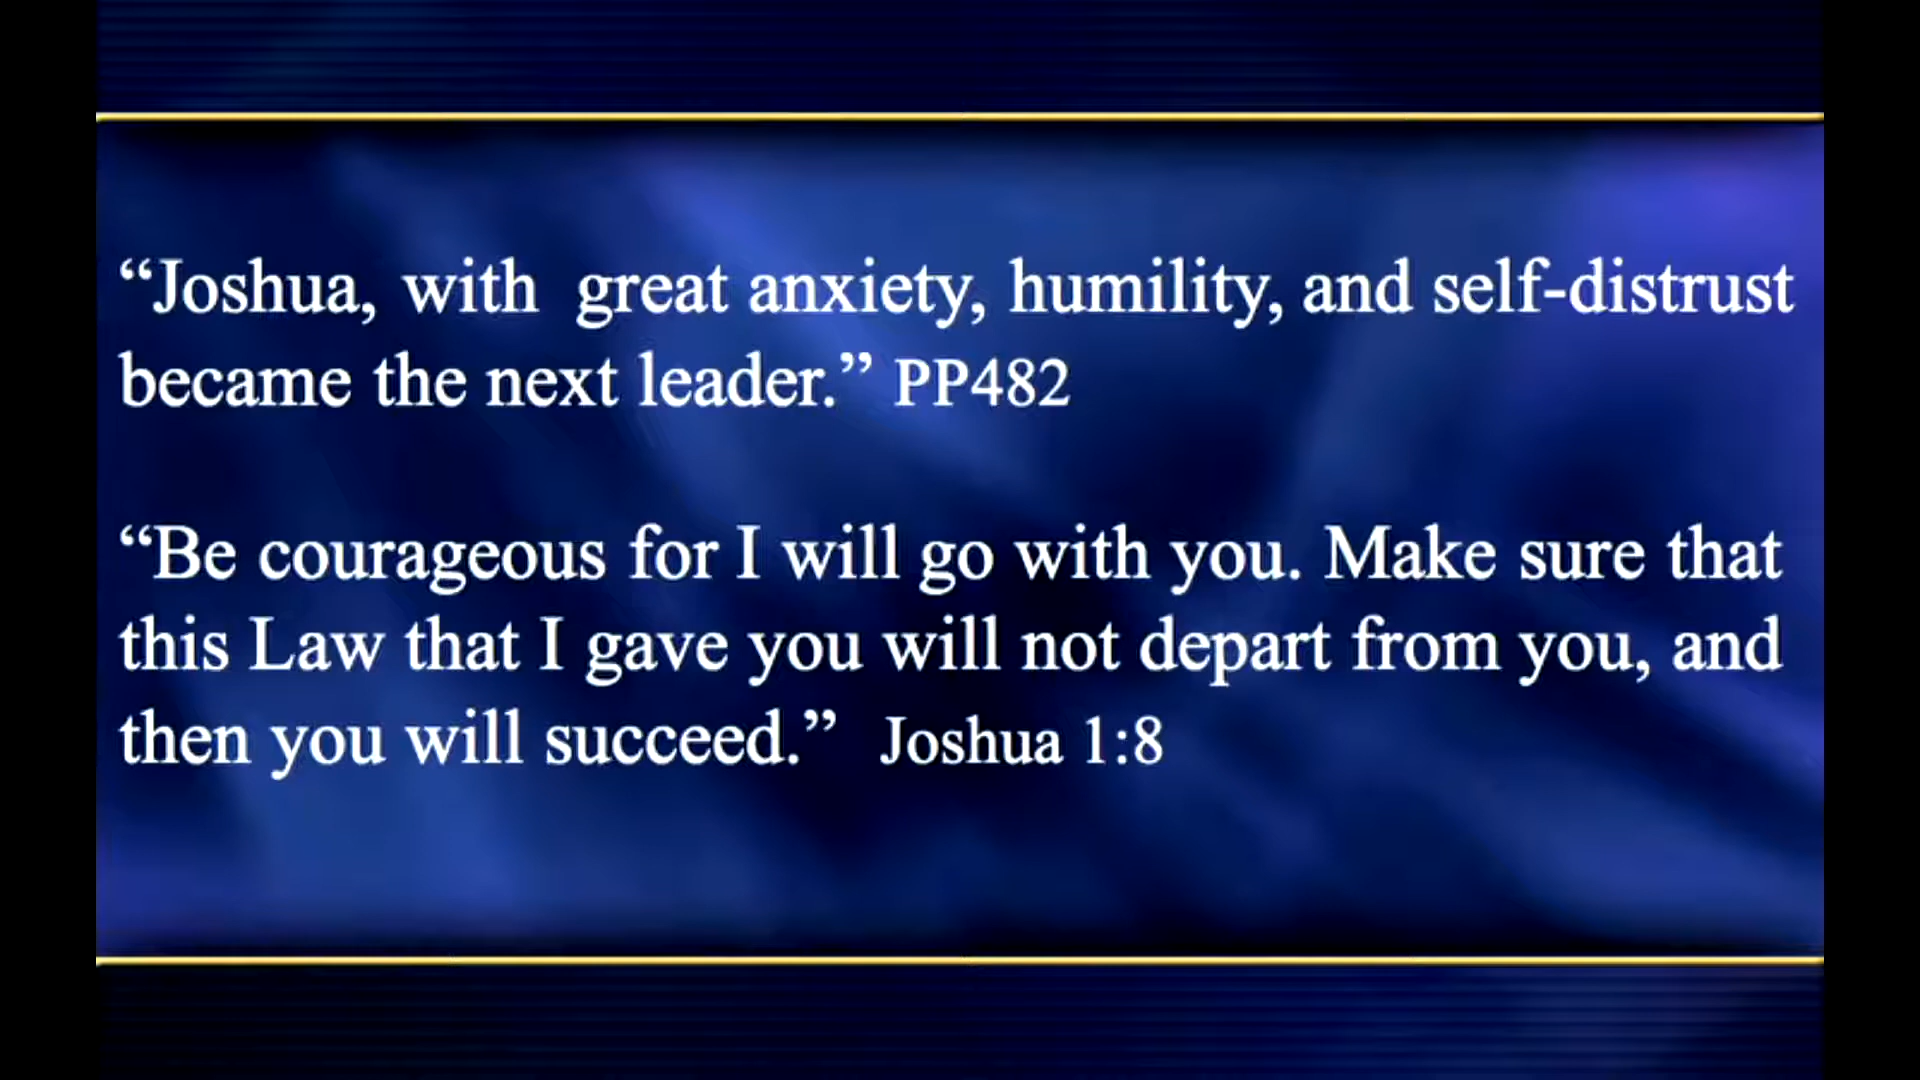 “Joshua, with great anxiety, humility, and self-distrust
became the next leader.” PP482
“Be courageous for I will go with you. Make sure that
this Law that I gave you will not depart from you, and
then you will succeed.” Joshua 1:8